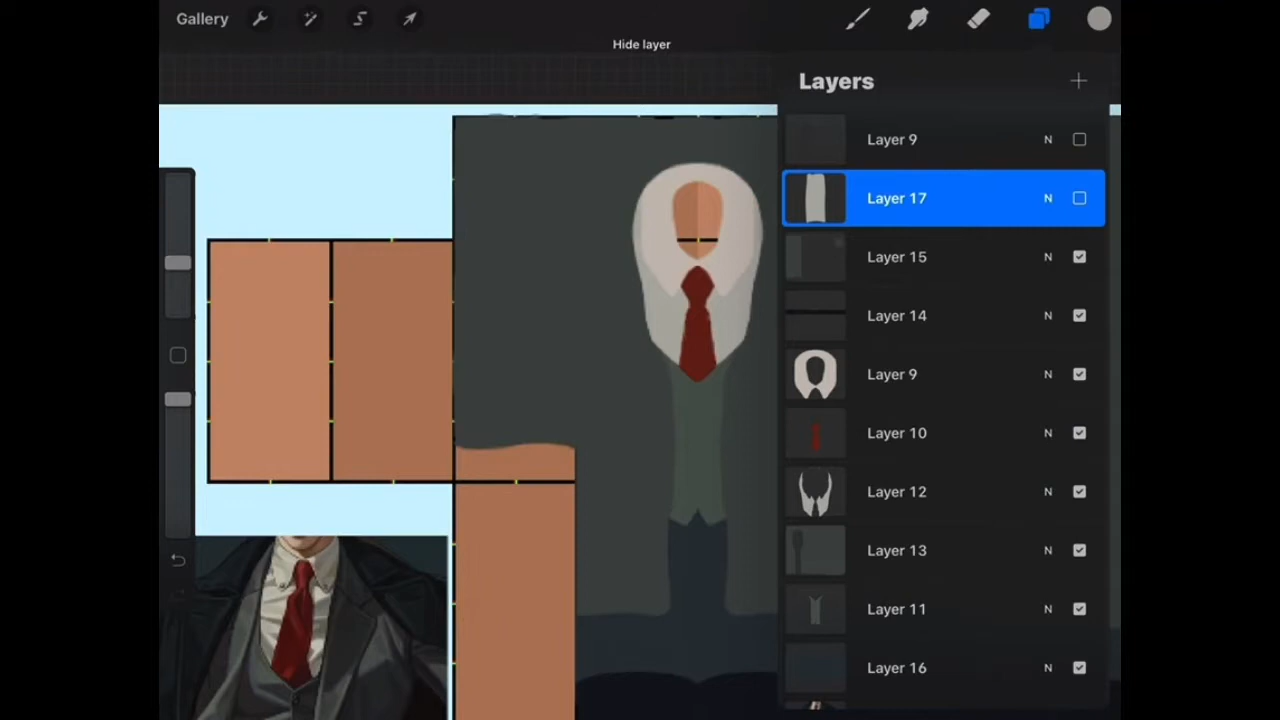 Gallery
Hide layer
Layers
Layer 9 N
Layer 17 N
Layer 15 N
Layer 14 N
Layer 9 N
Layer 10 N
Layer 12 N
Layer 13 N
Layer 11 N
Layer 16 N